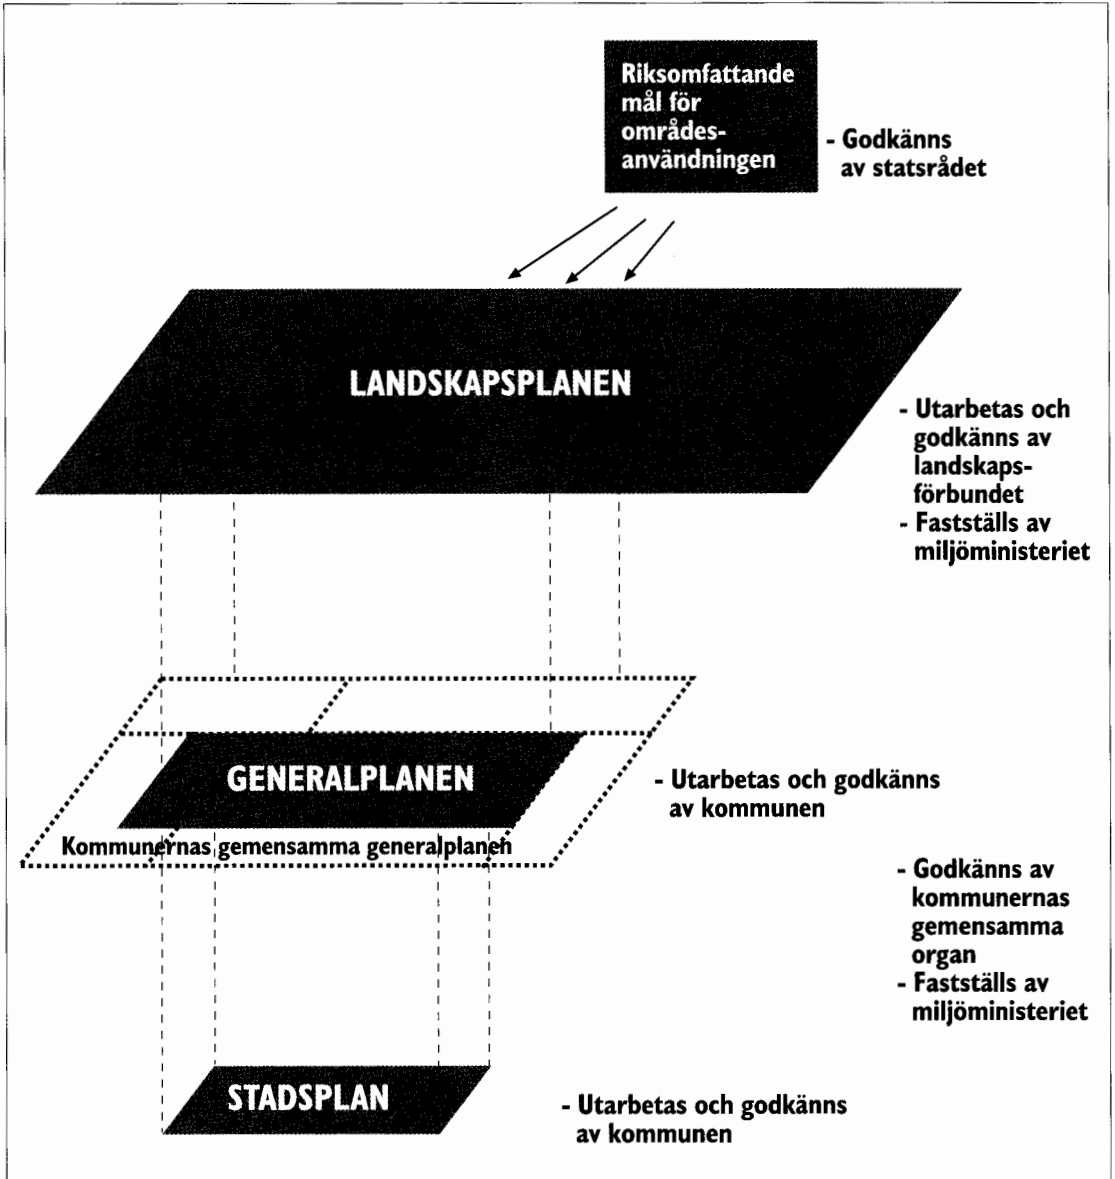 Riksomfattande
mål för
områdes-
användningen
- Godkänns
av statsrådet
LANDSKAPSPLANEN
- Utarbetas och
godkänns av
landskaps-
förbundet
- Fastställs av
miljöministeriet
GENERALPLANEN
- Utarbetas och godkänns
av kommunen
Kommunernas gemensamma generalplanen
- Godkänns av
kommunernas
gemensamma
organ
- Fastställs av
miljöministeriet
STADSPLAN
- Utarbetas och godkänns
av kommunen